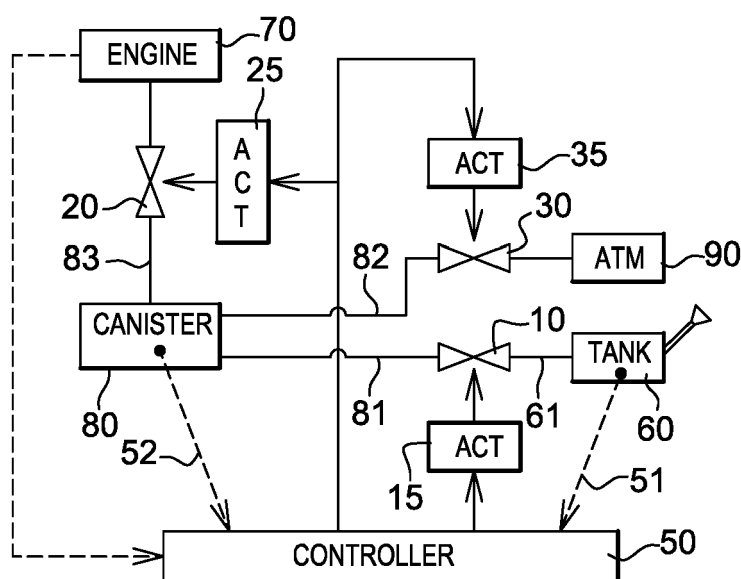 ENGINE
70
25
A
C
T
ACT
35
20
30
83
82
ATM
90
CANISTER
10
TANK
80
81
61
60
52
ACT
15
51
CONTROLLER
50